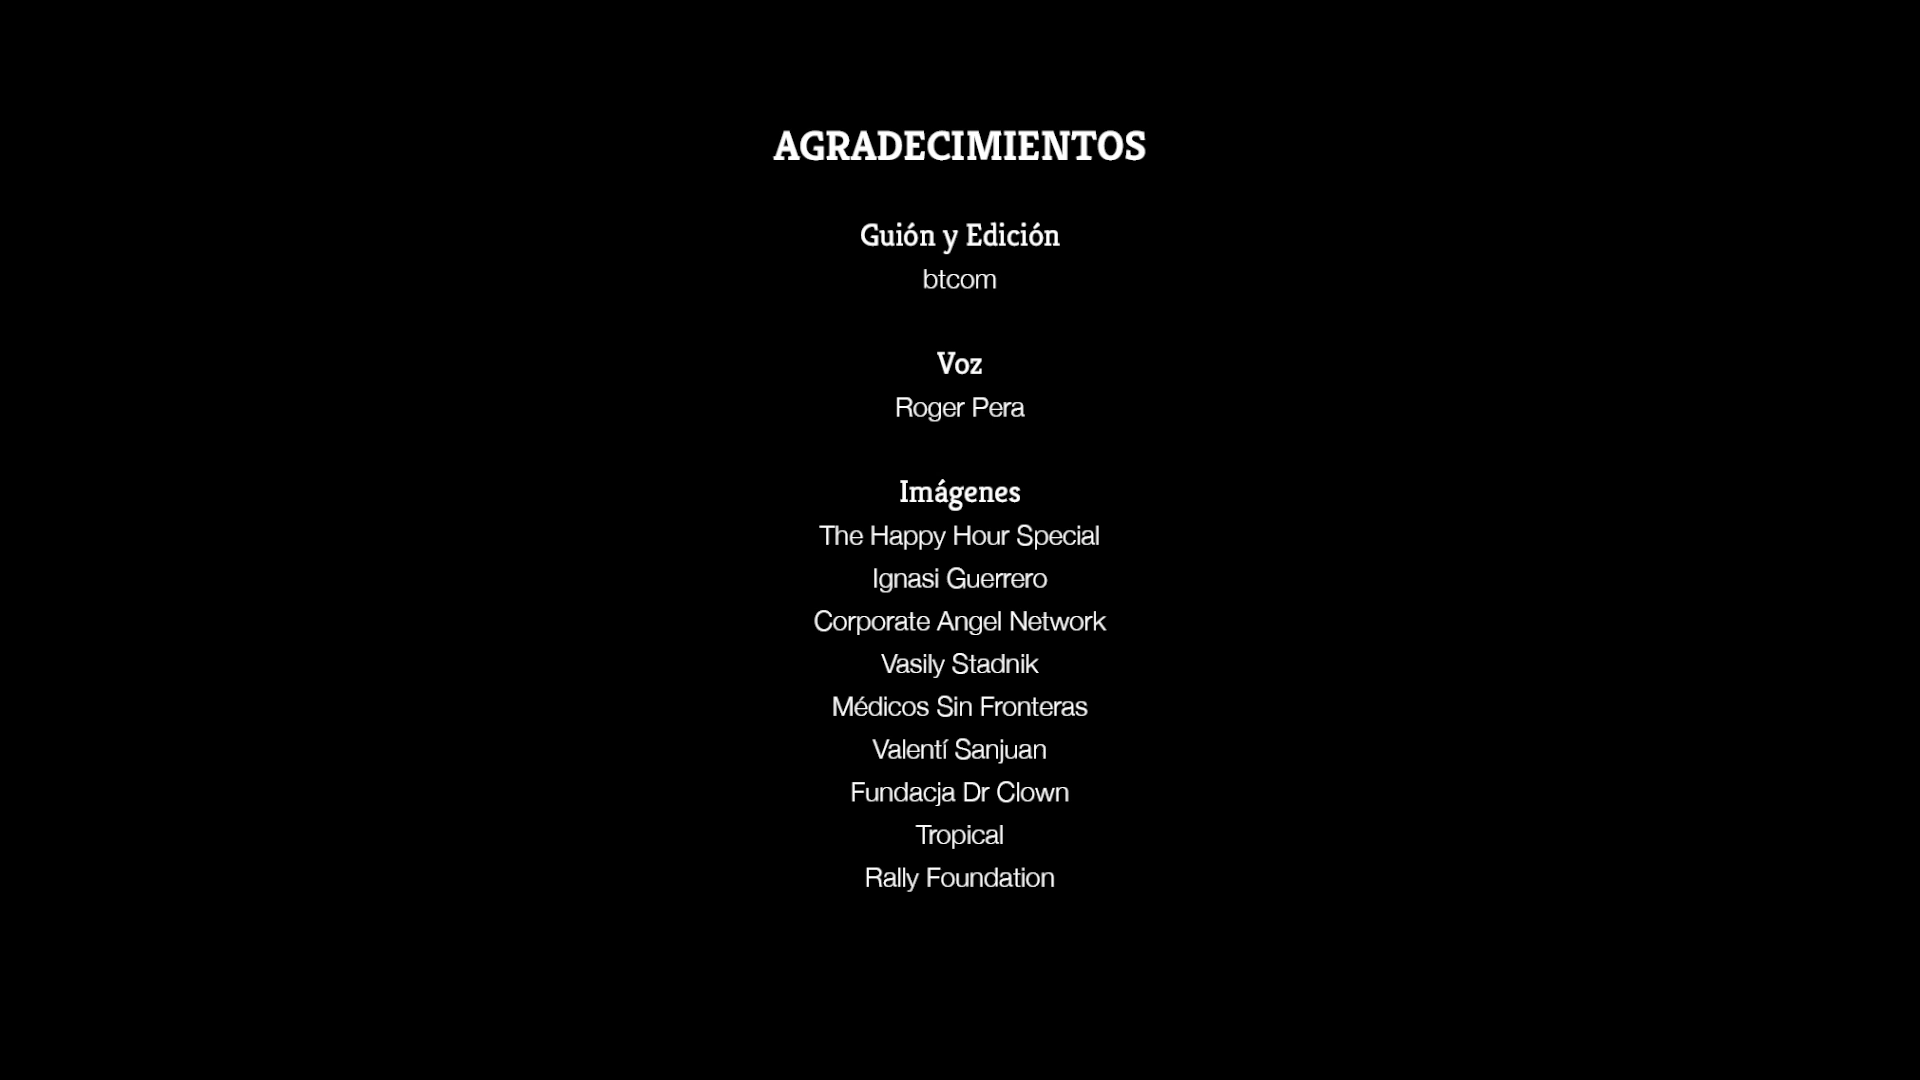 AGRADECIMIENTOS
Guión y Edición
btcom
Voz
Roger Pera
Imágenes
The Happy Hour Special
Ignasi Guerrero
Corporate Angel Network
Vasily Stadnik
Médicos Sin Fronteras
Valentí Sanjuan
Fundacja Dr Clown
Tropical
Rally Foundation